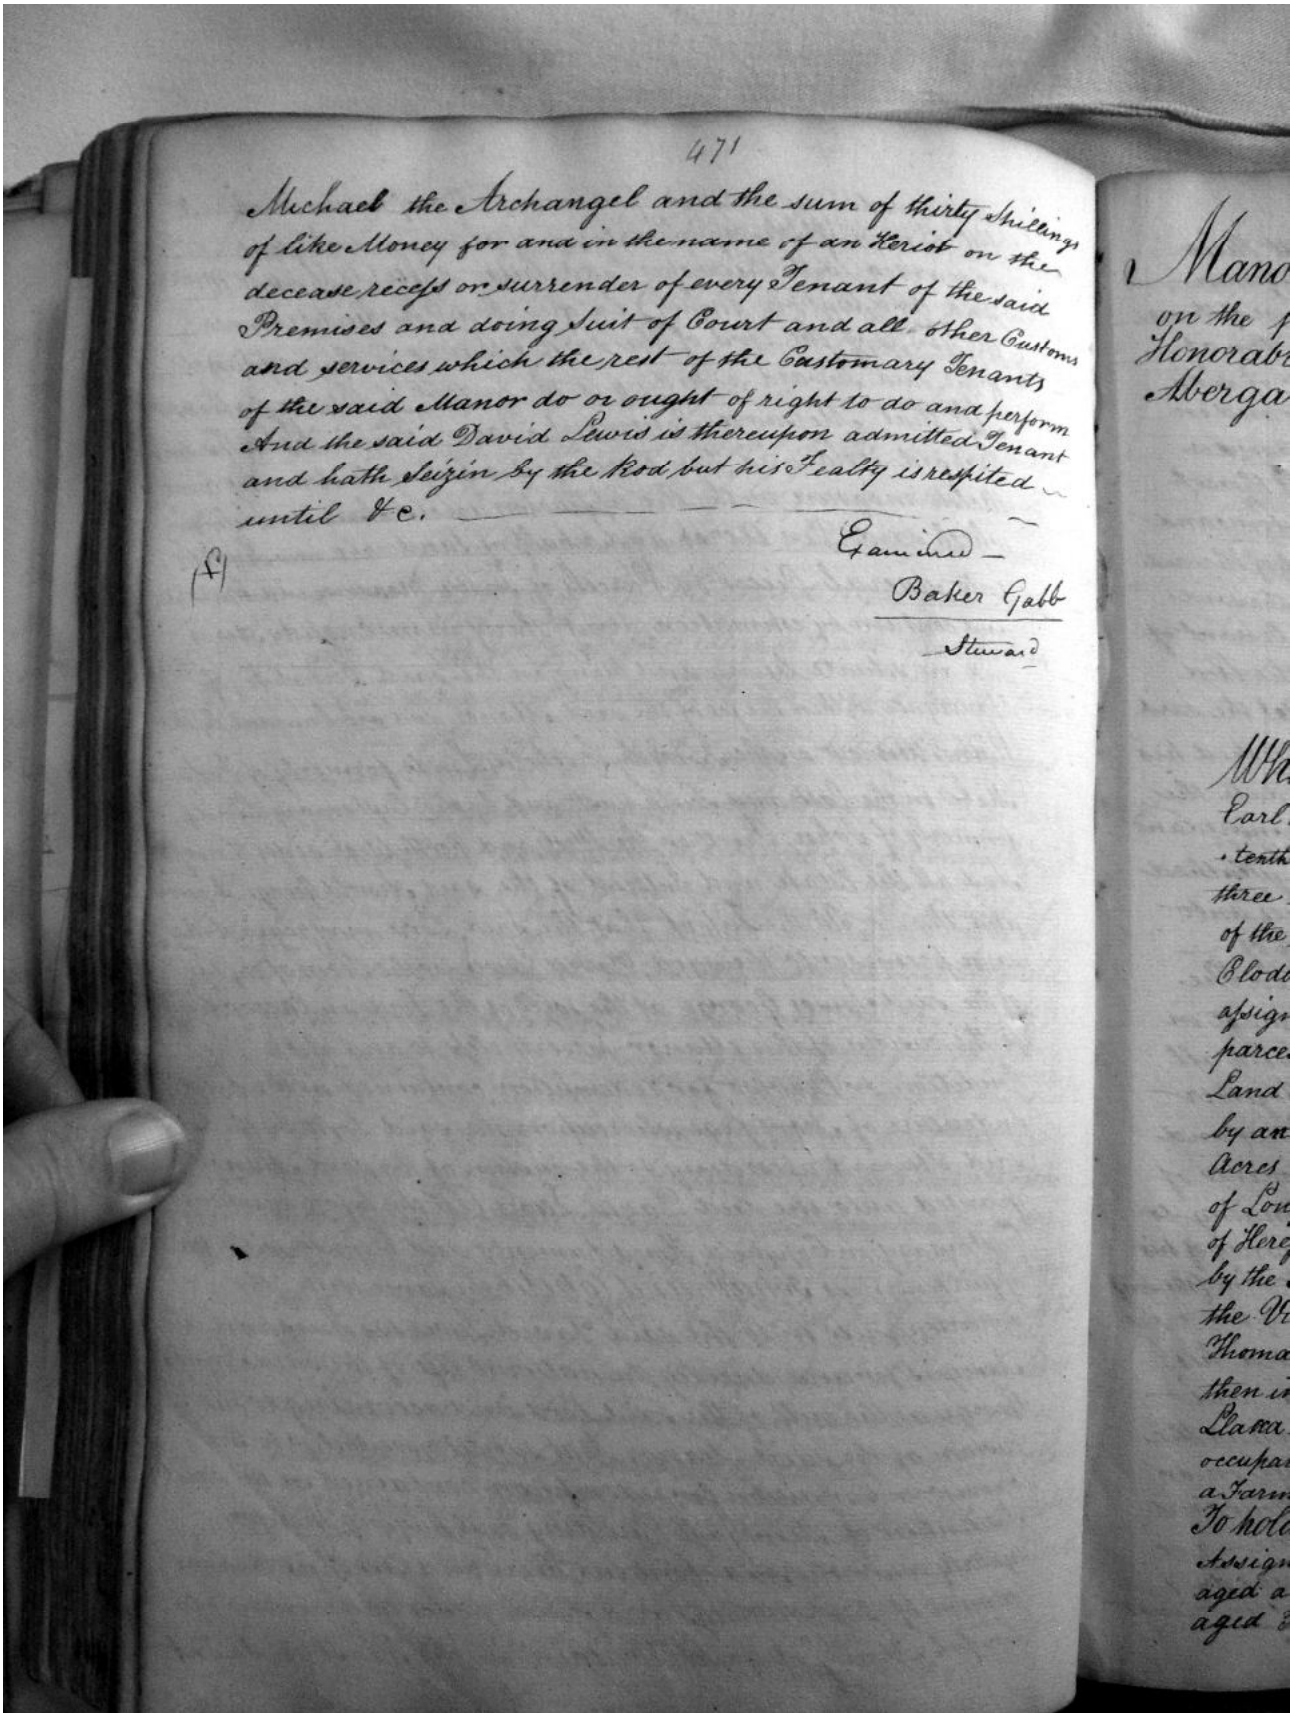 471
Michael the Archangel and the sum of thirty Shillings
of like Money for and in the name of an Heriot on the
decease recess or surrender of every Tenant of the said
Premises and doing Suit of Court and all other Customs
and services which the rest of the Customary Tenants
of the said Manor do or ought of right to do and perform
And the said David Lewis is thereupon admitted Tenant
and hath Seizin by the Rod but his Fealty is respited
until &c.
Examined
Baker Gabb
Steward
Mano
on the
Honorab
Aberga
Wh
Earl
tenth
three
of the
Clodo
assign
parce
Land
by an
Acres
of Lon
of Here
by the
the Vi
Thoma
then in
Llana
occupa
a Farm
To hold
Assign
aged a
aged